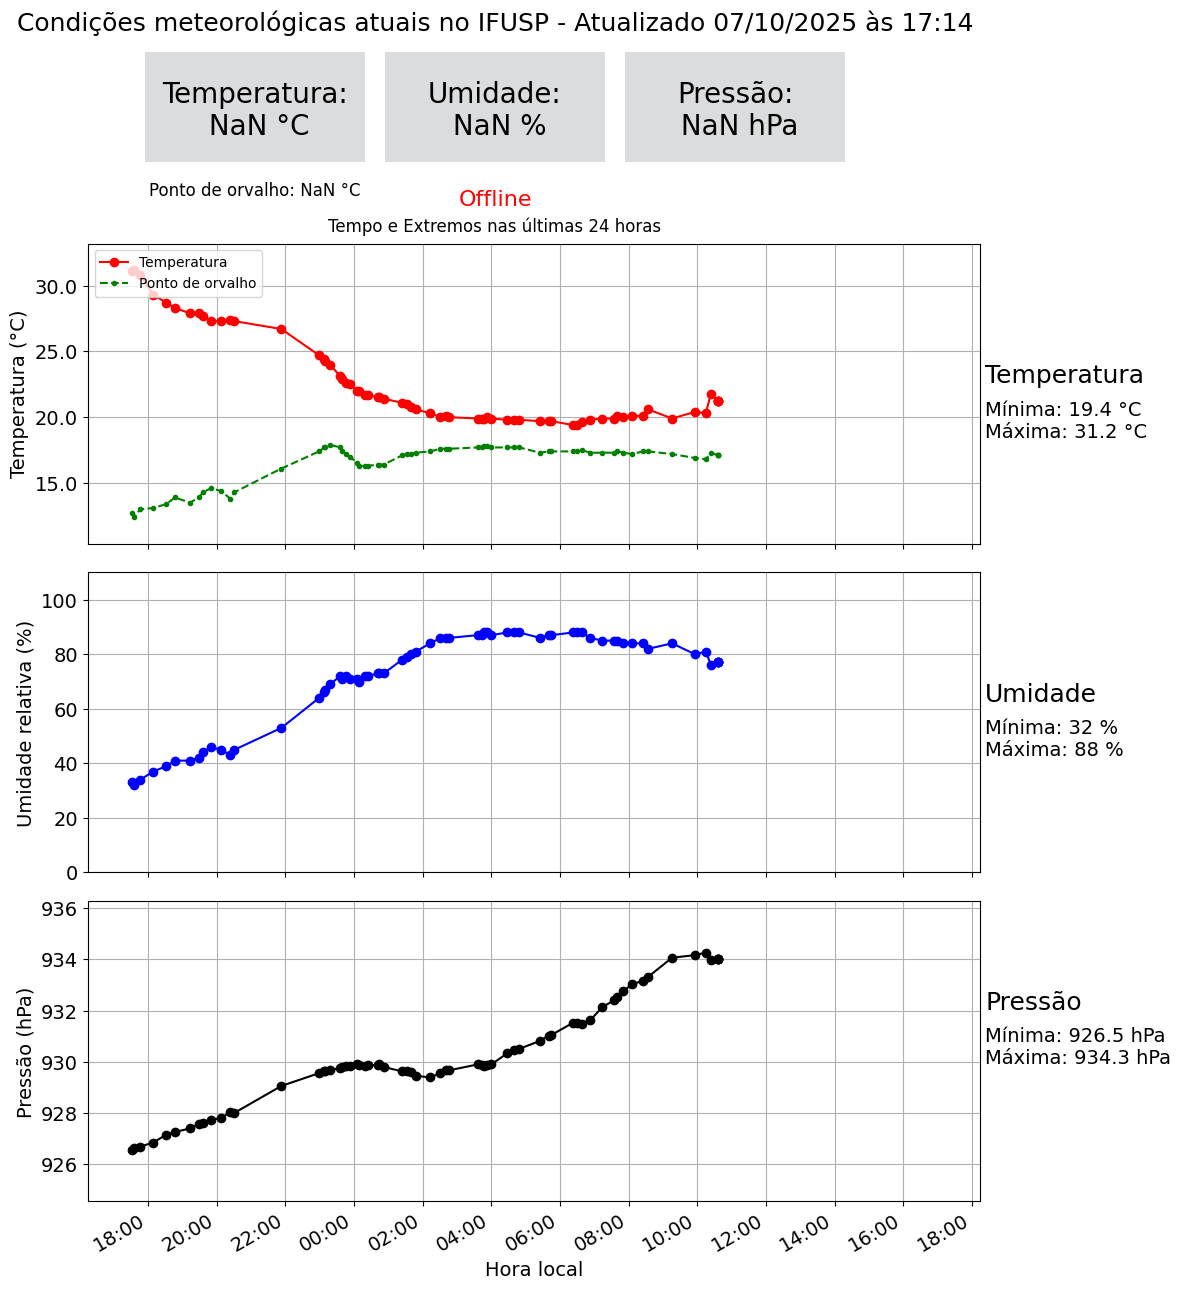 Condições meteorológicas atuais no IFUSP - Atualizado 07/10/2025 às 17:14
Temperatura:
NaN °C
Umidade:
NaN %
Pressão:
NaN hPa
Ponto de orvalho: NaN °C
Offline
Tempo e Extremos nas últimas 24 horas
Temperatura
Ponto de orvalho
Temperatura (°C)
30.0
25.0
20.0
15.0
Temperatura
Mínima: 19.4 °C
Máxima: 31.2 °C
Umidade relativa (%)
100
80
60
40
20
0
Umidade
Mínima: 32 %
Máxima: 88 %
Pressão (hPa)
936
934
932
930
928
926
Pressão
Mínima: 926.5 hPa
Máxima: 934.3 hPa
18:00 20:00 22:00 00:00 02:00 04:00 06:00 08:00 10:00 12:00 14:00 16:00 18:00
Hora local